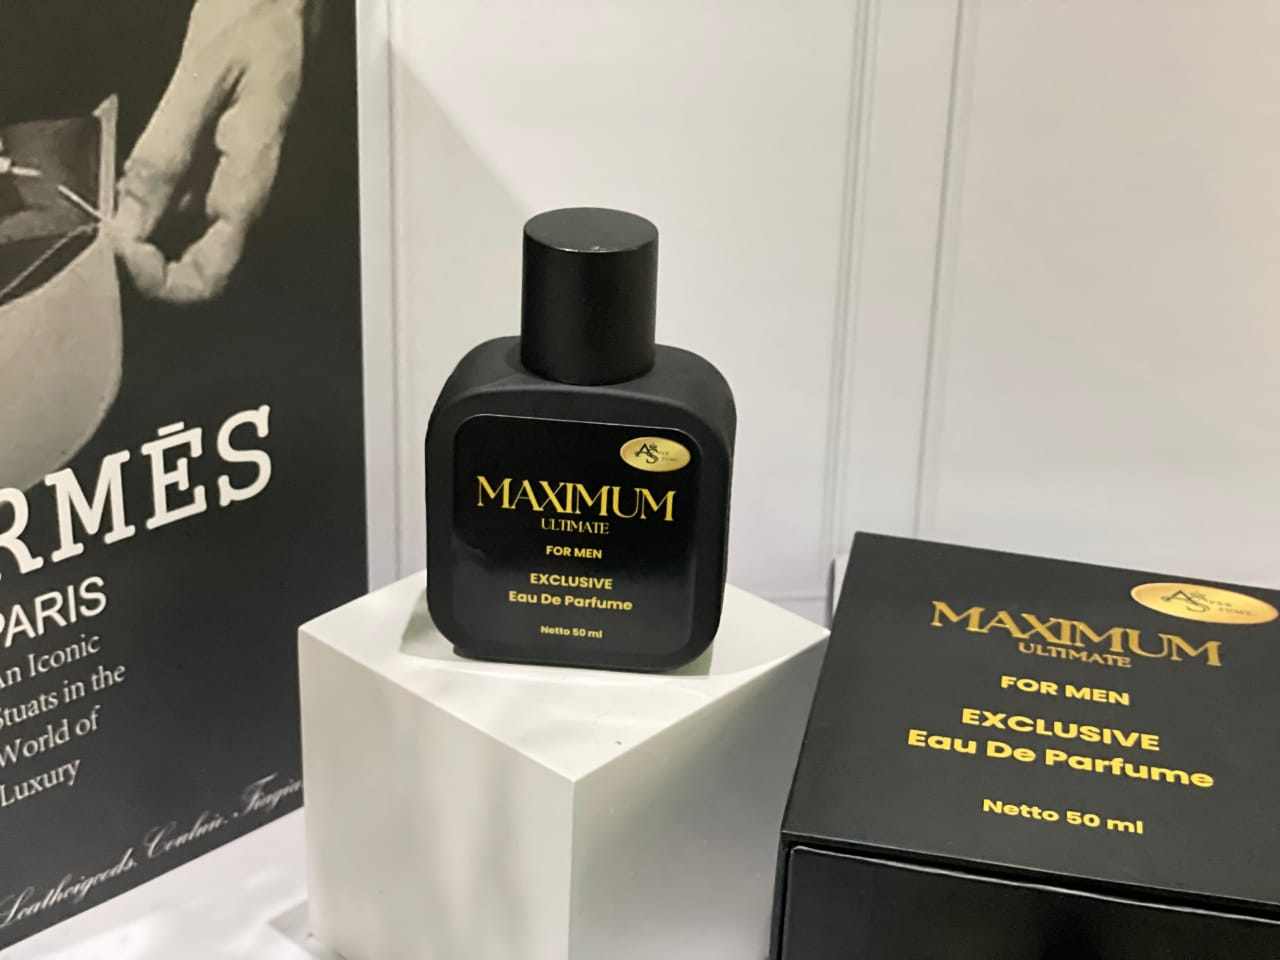 RMĒS
PARIS
An Iconic
Stuats in the
World of
Luxury
MAXIMUM
ULTIMATE
FOR MEN
EXCLUSIVE
Eau De Parfume
Netto 50 ml
AS
MAXIMUM
ULTIMATE
FOR MEN
EXCLUSIVE
Eau De Parfume
Netto 50 ml